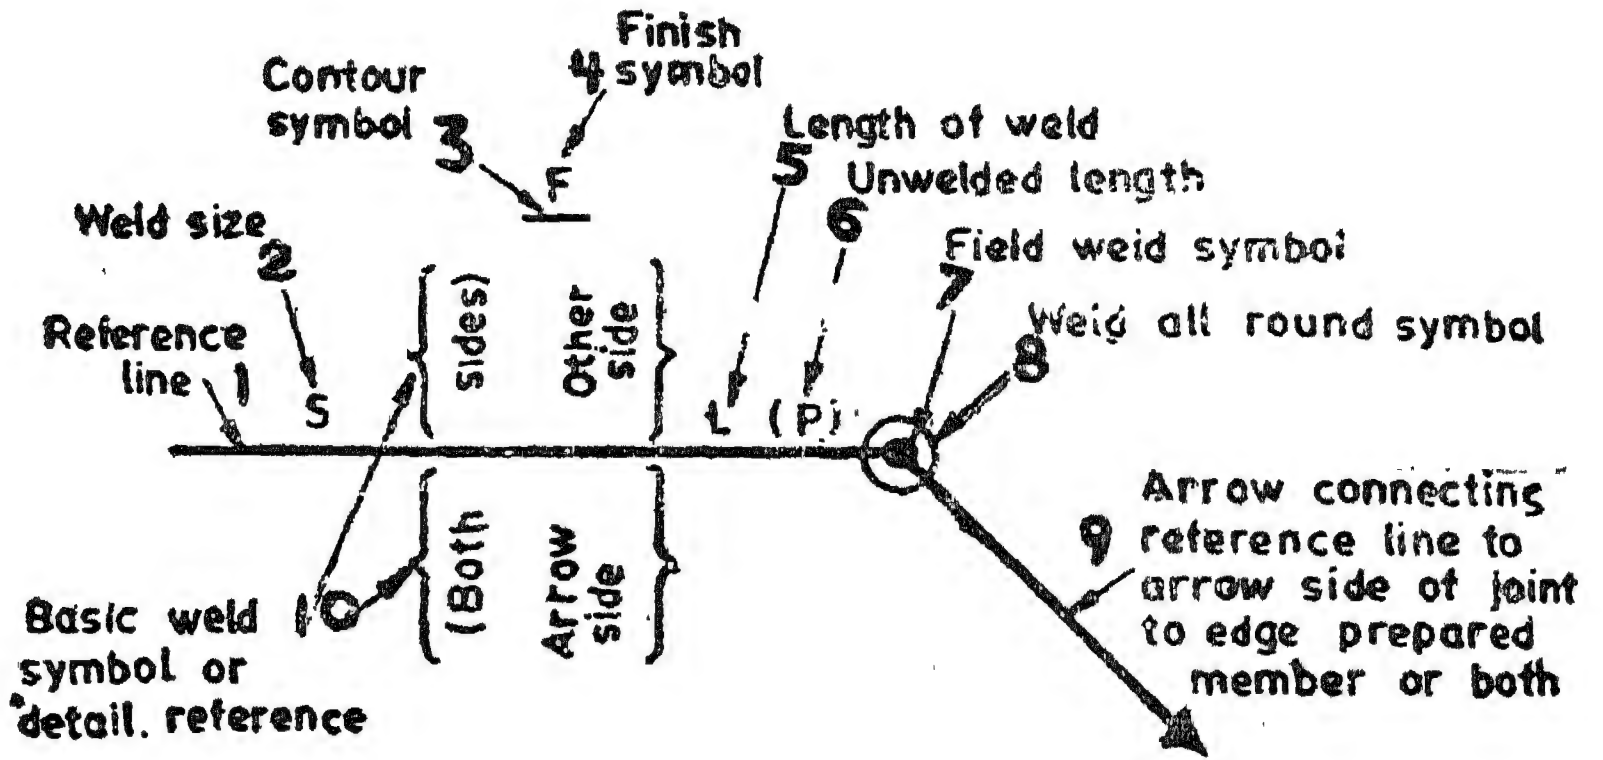 Finish
4 symbol
Contour
symbol 3
F
Length of weld
5
Unwelded length
6
Weld size
2
Field weid symbol
7
Weig all round symbol
8
Reference
line 1
S
(Both sides)
Other
side
L (P)
Arrow
side
Arrow connecting
9 reference line to
arrow side of joint
to edge prepared
member or both
Basic weld 10
symbol or
detail. reference